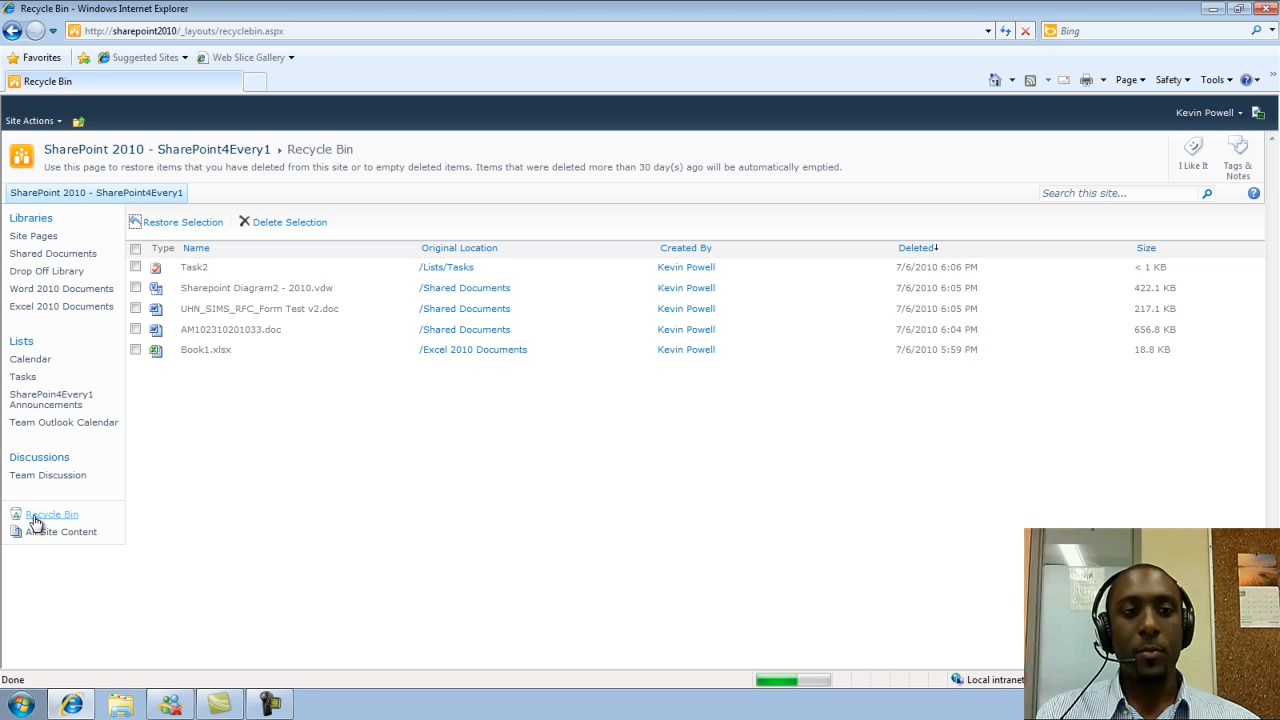 Recycle Bin - Windows Internet Explorer
http://sharepoint2010/_layouts/recyclebin.aspx
Bing
Favorites
Suggested Sites
Web Slice Gallery
Recycle Bin
Page
Safety
Tools
Site Actions
Kevin Powell
SharePoint 2010 - SharePoint4Every1 Recycle Bin
Use this page to restore items that you have deleted from this site or to empty deleted items. Items that were deleted more than 30 day(s) ago will be automatically emptied.
I Like It
Tags & Notes
SharePoint 2010 - SharePoint4Every1
Search this site...
Libraries
Site Pages
Shared Documents
Drop Off Library
Word 2010 Documents
Excel 2010 Documents
Lists
Calendar
Tasks
SharePoin4Every1
Announcements
Team Outlook Calendar
Discussions
Team Discussion
Recycle Bin
All Site Content
Restore Selection
Delete Selection
Type Name Original Location Created By Deleted Size
Task2 /Lists/Tasks Kevin Powell 7/6/2010 6:06 PM < 1 KB
Sharepoint Diagram2 - 2010.vdw /Shared Documents Kevin Powell 7/6/2010 6:05 PM 422.1 KB
UHN_SIMS_RFC_Form Test v2.doc /Shared Documents Kevin Powell 7/6/2010 6:05 PM 217.1 KB
AM102310201033.doc /Shared Documents Kevin Powell 7/6/2010 6:04 PM 656.8 KB
Book1.xlsx /Excel 2010 Documents Kevin Powell 7/6/2010 5:59 PM 18.8 KB
Done
Local intranet